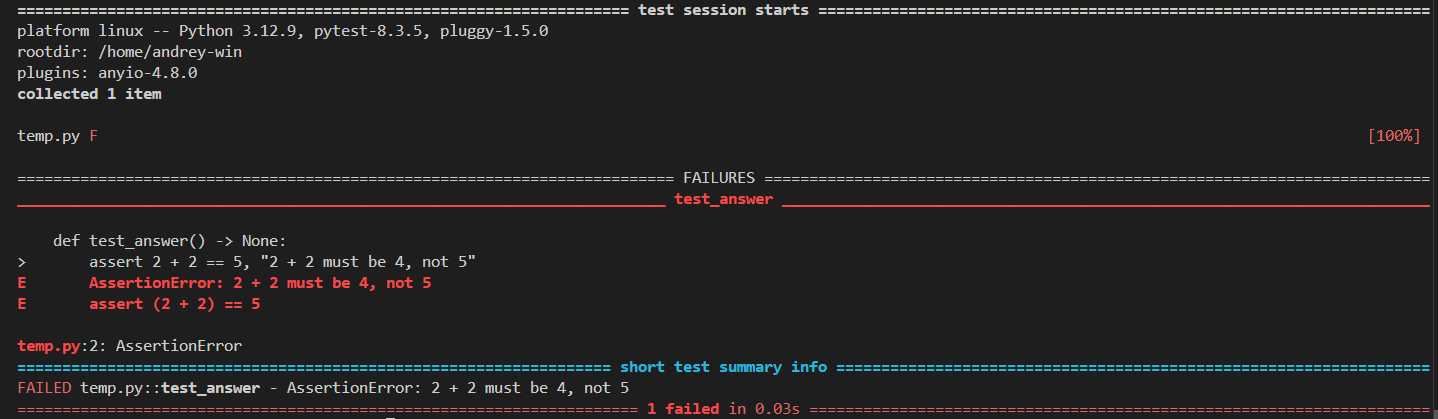 ============================= test session starts =============================
platform linux -- Python 3.12.9, pytest-8.3.5, pluggy-1.5.0
rootdir: /home/andrey-win
plugins: anyio-4.8.0
collected 1 item
temp.py F [100%]
============================= FAILURES =============================
_____________________________ test_answer _____________________________
    def test_answer() -> None:
>       assert 2 + 2 == 5, "2 + 2 must be 4, not 5"
E       AssertionError: 2 + 2 must be 4, not 5
E       assert (2 + 2) == 5
temp.py:2: AssertionError
============================= short test summary info =============================
FAILED temp.py::test_answer - AssertionError: 2 + 2 must be 4, not 5
============================= 1 failed in 0.03s =============================